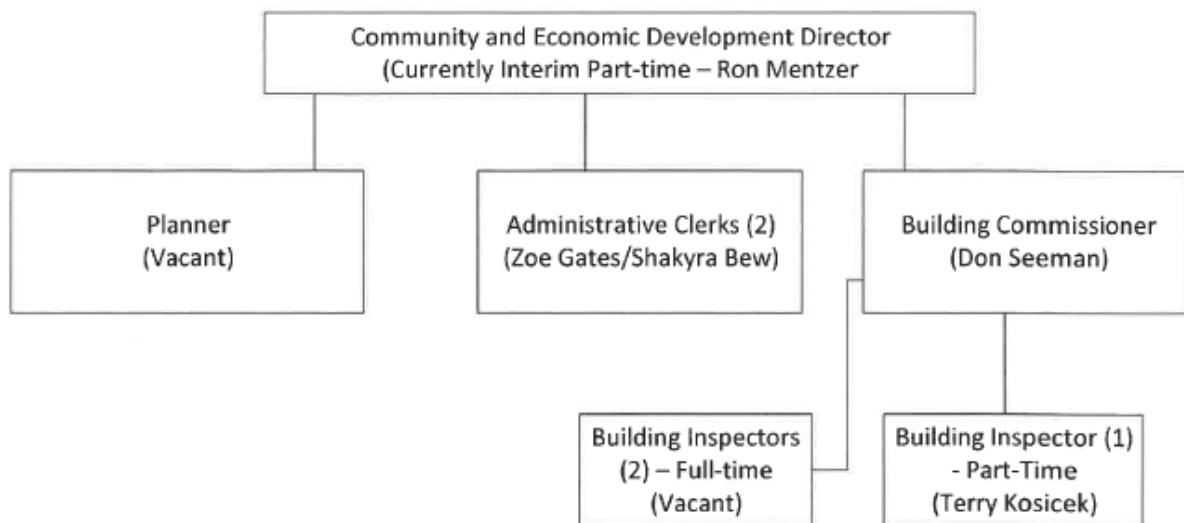 Community and Economic Development Director
(Currently Interim Part-time – Ron Mentzer
Planner
(Vacant)
Administrative Clerks (2)
(Zoe Gates/Shakyra Bew)
Building Commissioner
(Don Seeman)
Building Inspectors
(2) – Full-time
(Vacant)
Building Inspector (1)
- Part-Time
(Terry Kosicek)